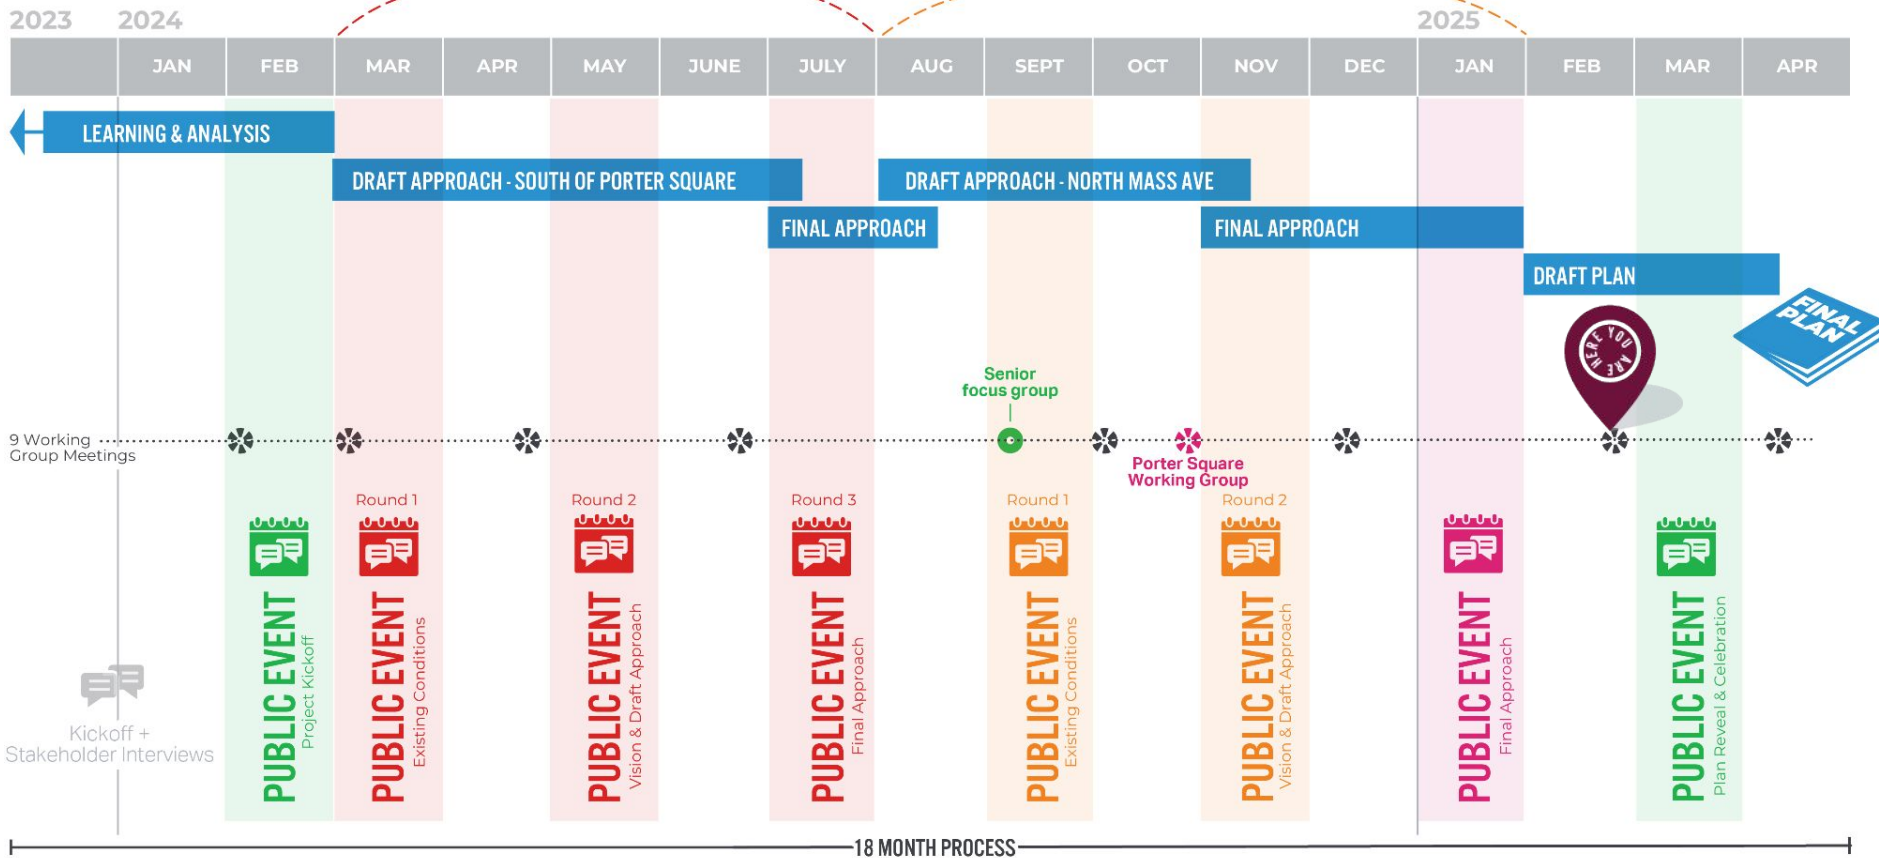 2023 2024 2025
JAN FEB MAR APR MAY JUNE JULY AUG SEPT OCT NOV DEC JAN FEB MAR APR
LEARNING & ANALYSIS
DRAFT APPROACH - SOUTH OF PORTER SQUARE
DRAFT APPROACH - NORTH MASS AVE
FINAL APPROACH
FINAL APPROACH
DRAFT PLAN
FINAL
PLAN
YOU ARE HERE
Senior
focus group
9 Working
Group Meetings
Porter Square
Working Group
Round 1
Round 2
Round 3
Round 1
Round 2
PUBLIC EVENT
Project Kickoff
PUBLIC EVENT
Existing Conditions
PUBLIC EVENT
Vision & Draft Approach
PUBLIC EVENT
Final Approach
PUBLIC EVENT
Existing Conditions
PUBLIC EVENT
Vision & Draft Approach
PUBLIC EVENT
Final Approach
PUBLIC EVENT
Plan Reveal & Celebration
Kickoff +
Stakeholder Interviews
18 MONTH PROCESS